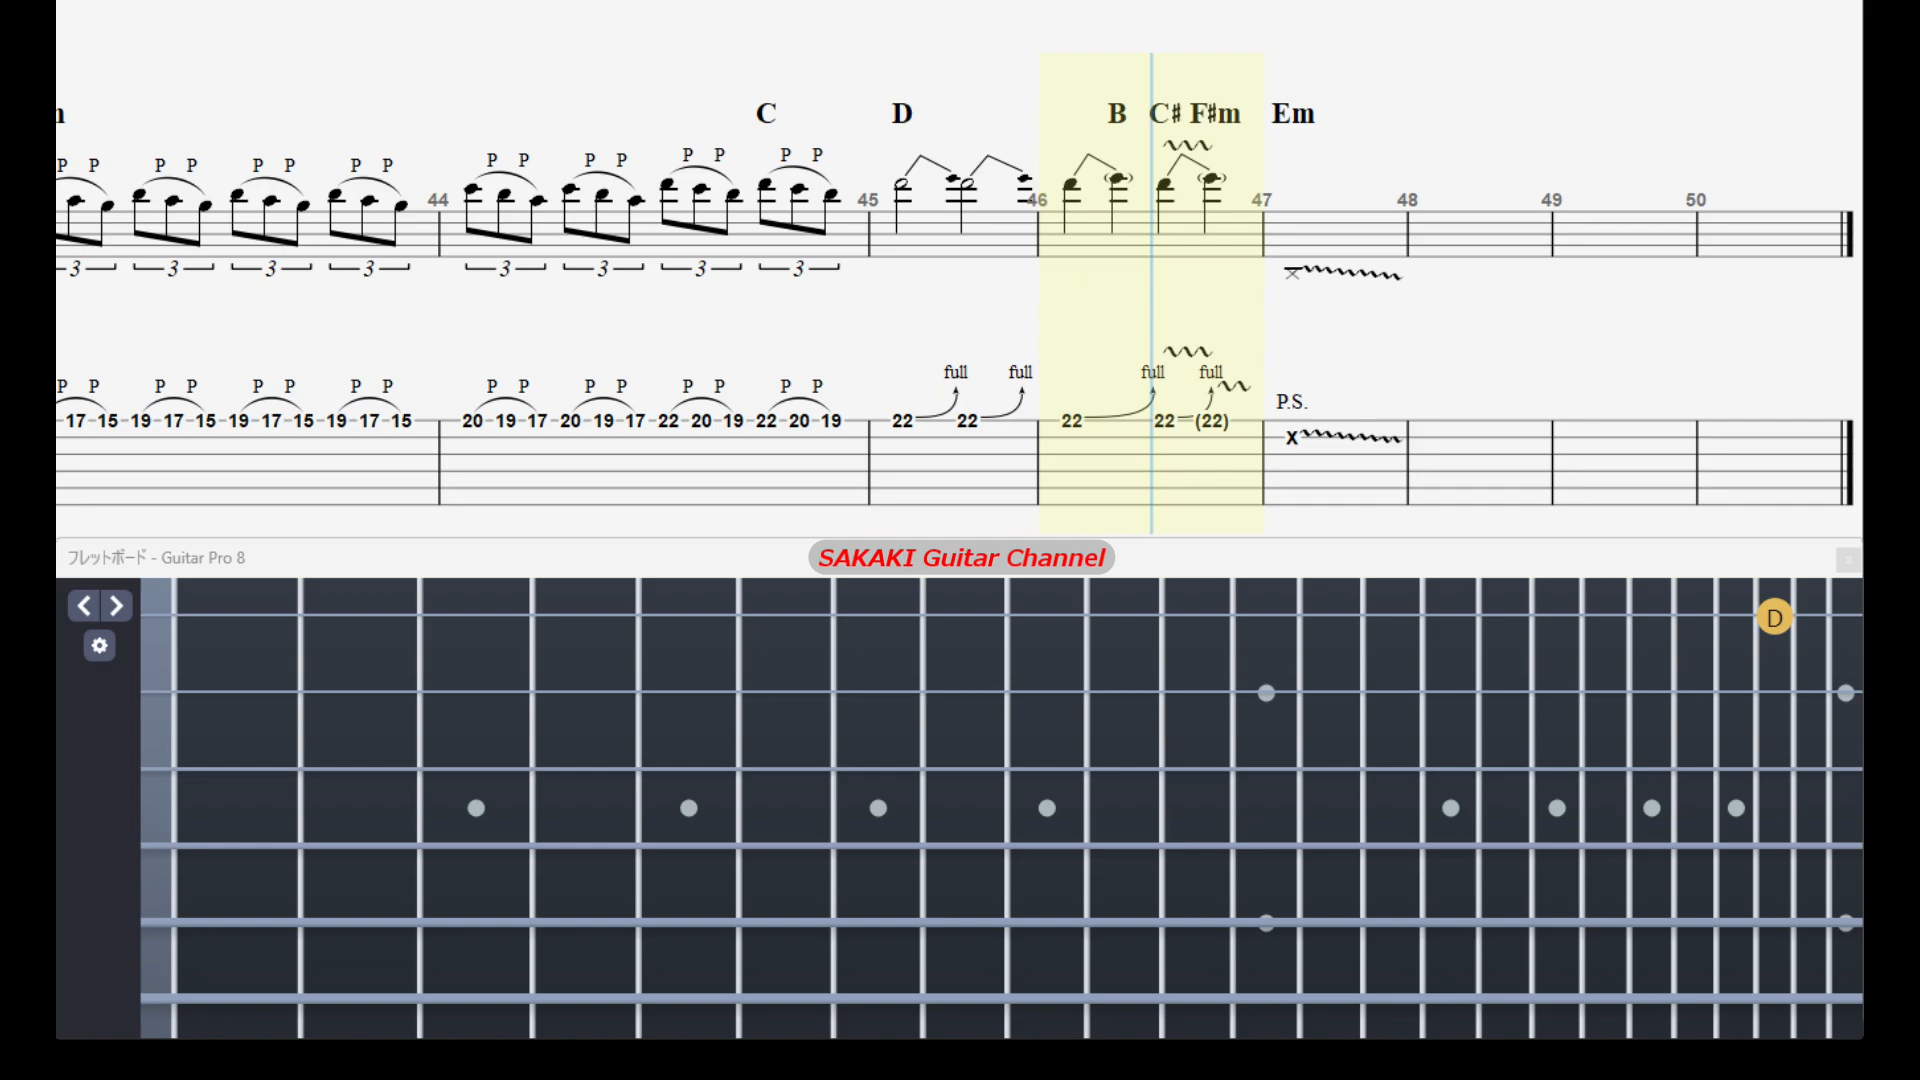 m C D B C♯ F♯m Em
P P P P P P P P P P P P P P P P
44 45 46 47 48 49 50
3 3 3 3 3 3 3 3
full full full full
P P P P P P P P P P P P P P P P
P.S.
17 15 19 17 15 19 17 15 19 17 15 20 19 17 20 19 17 22 20 19 22 20 19 22 22 22 22 (22)
X
フレットボード - Guitar Pro 8
SAKAKI Guitar Channel
x
D